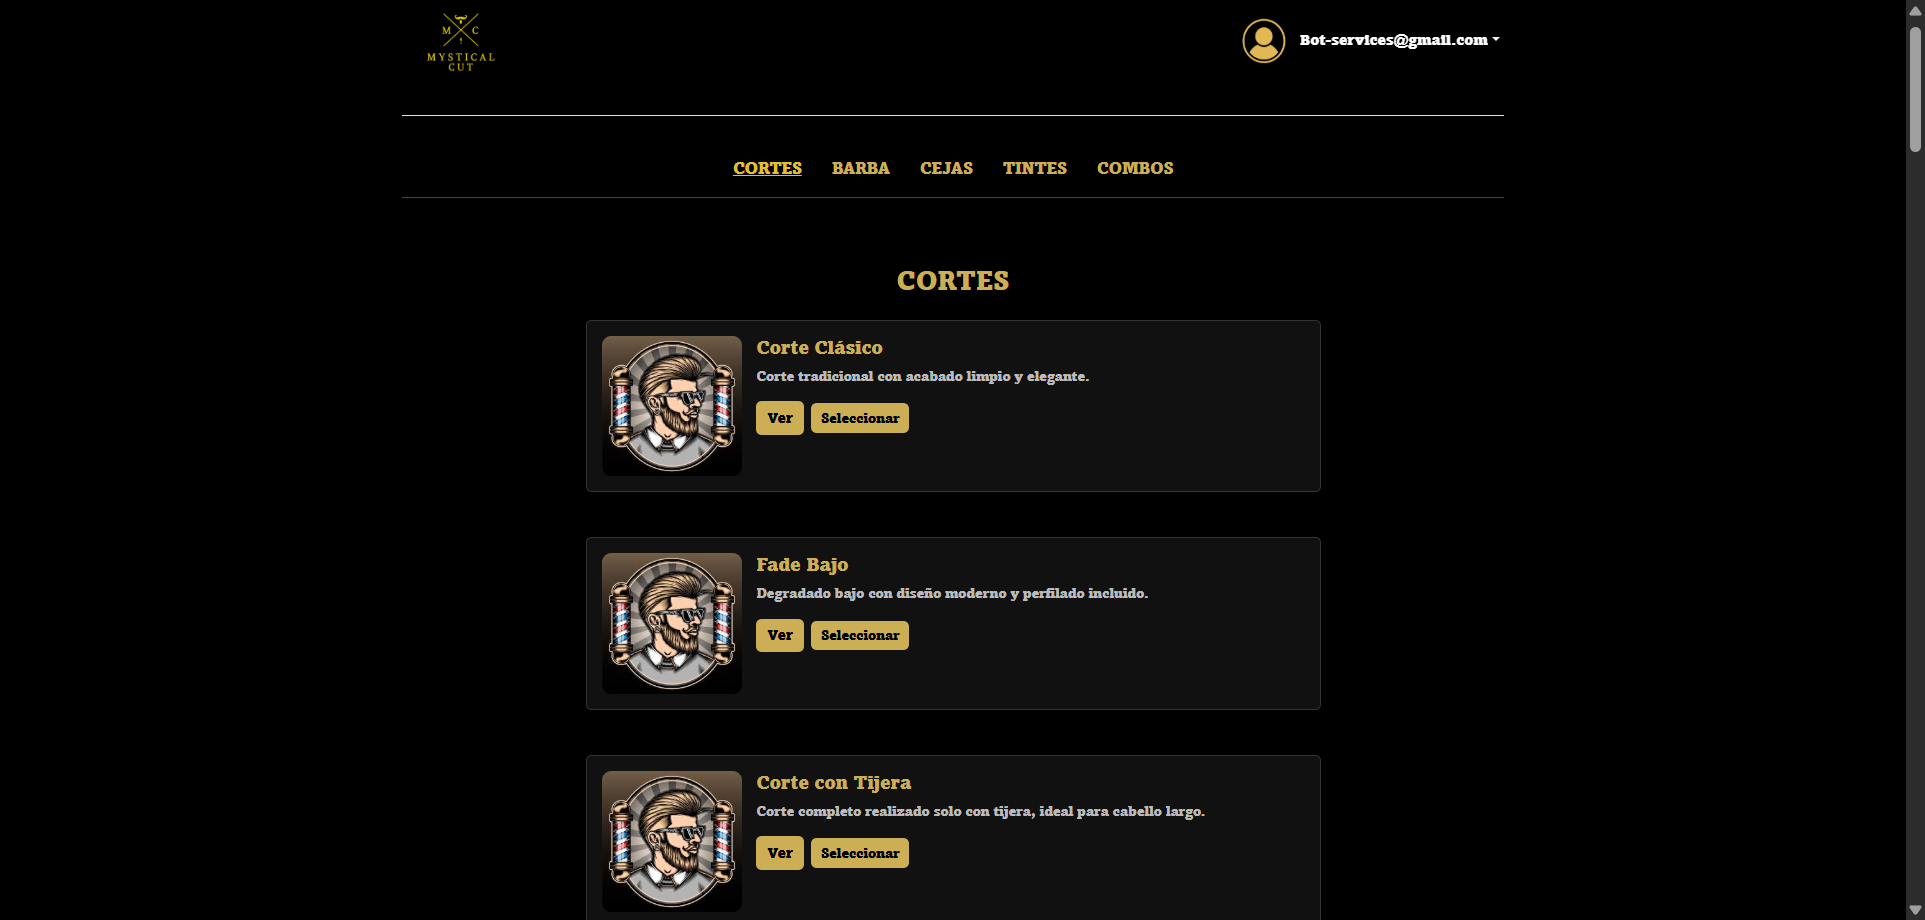 M C
MYSTICAL
CUT
Bot-services@gmail.com
CORTES BARBA CEJAS TINTES COMBOS
CORTES
Corte Clásico
Corte tradicional con acabado limpio y elegante.
Ver Seleccionar
Fade Bajo
Degradado bajo con diseño moderno y perfilado incluido.
Ver Seleccionar
Corte con Tijera
Corte completo realizado solo con tijera, ideal para cabello largo.
Ver Seleccionar